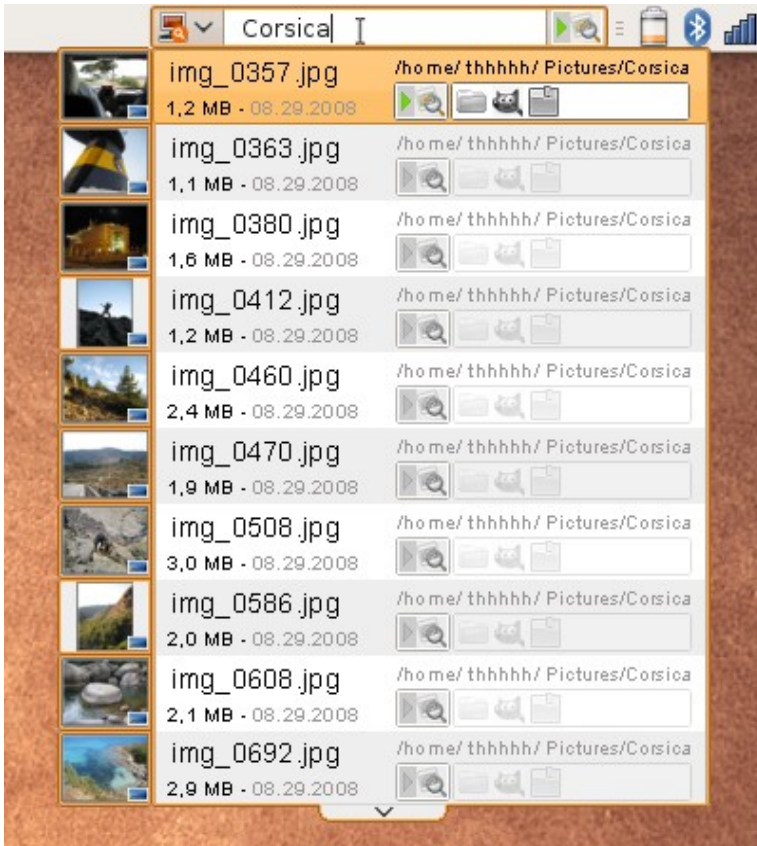 Corsica
img_0357.jpg /home/thhhhh/Pictures/Corsica
1,2 MB - 08.29.2008
img_0363.jpg /home/thhhhh/Pictures/Corsica
1,1 MB - 08.29.2008
img_0380.jpg /home/thhhhh/Pictures/Corsica
1,6 MB - 08.29.2008
img_0412.jpg /home/thhhhh/Pictures/Corsica
1,2 MB - 08.29.2008
img_0460.jpg /home/thhhhh/Pictures/Corsica
2,4 MB - 08.29.2008
img_0470.jpg /home/thhhhh/Pictures/Corsica
1,9 MB - 08.29.2008
img_0508.jpg /home/thhhhh/Pictures/Corsica
3,0 MB - 08.29.2008
img_0586.jpg /home/thhhhh/Pictures/Corsica
2,0 MB - 08.29.2008
img_0608.jpg /home/thhhhh/Pictures/Corsica
2,1 MB - 08.29.2008
img_0692.jpg /home/thhhhh/Pictures/Corsica
2,9 MB - 08.29.2008